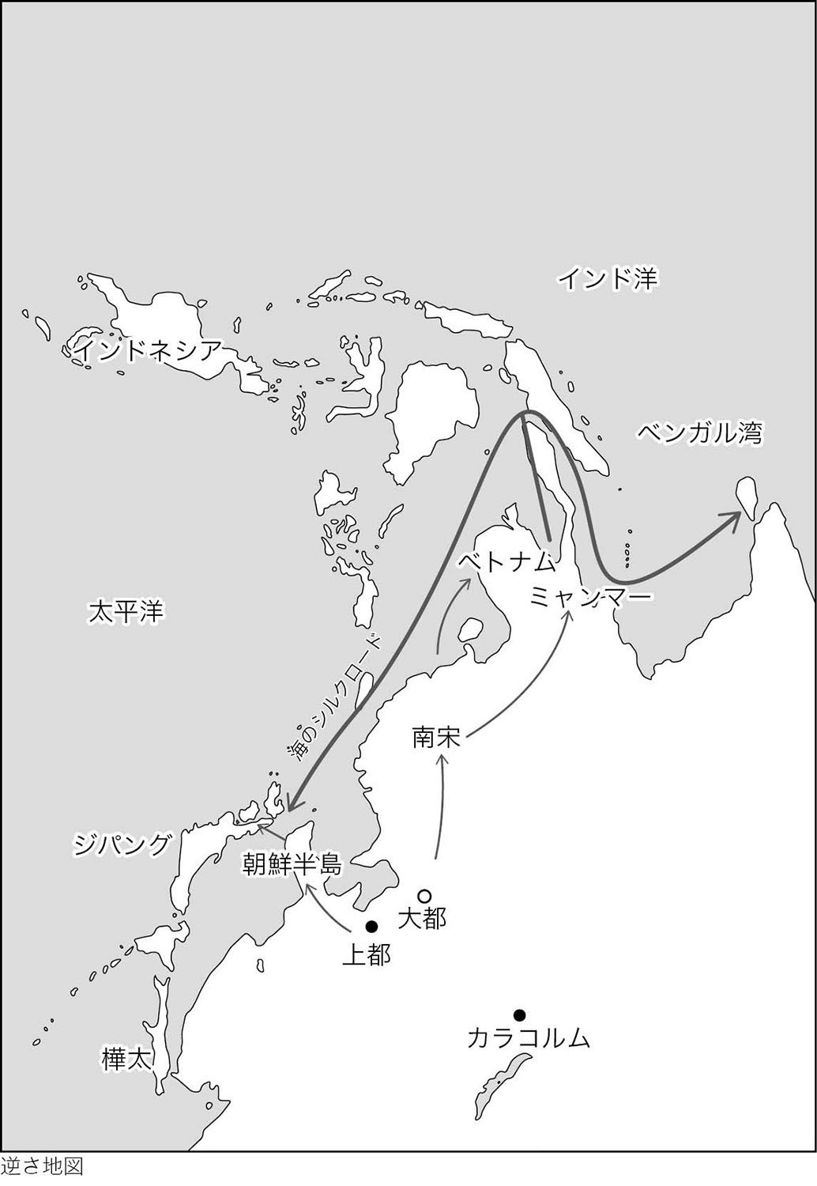 インド洋
インドネシア
ベンガル湾
ベトナム
ミャンマー
太平洋
海のシルクロード
南宋
ジパング
朝鮮半島
大都
上都
カラコルム
樺太
逆さ地図